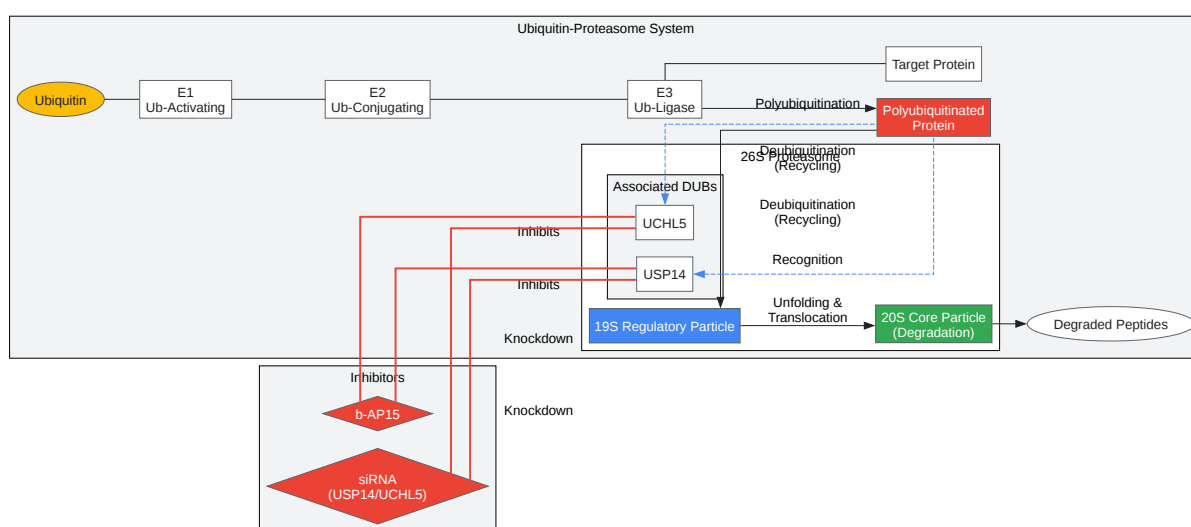 Ubiquitin-Proteasome System
Target Protein
Ubiquitin
E1
Ub-Activating
E2
Ub-Conjugating
E3
Ub-Ligase
Polyubiquitination
Polyubiquitinated
Protein
26S Proteasome
Deubiquitination
(Recycling)
Associated DUBs
UCHL5
Deubiquitination
(Recycling)
Inhibits
Recognition
USP14
Inhibits
19S Regulatory Particle
Unfolding &
Translocation
20S Core Particle
(Degradation)
Degraded Peptides
Knockdown
Inhibitors
b-AP15
Knockdown
siRNA
(USP14/UCHL5)